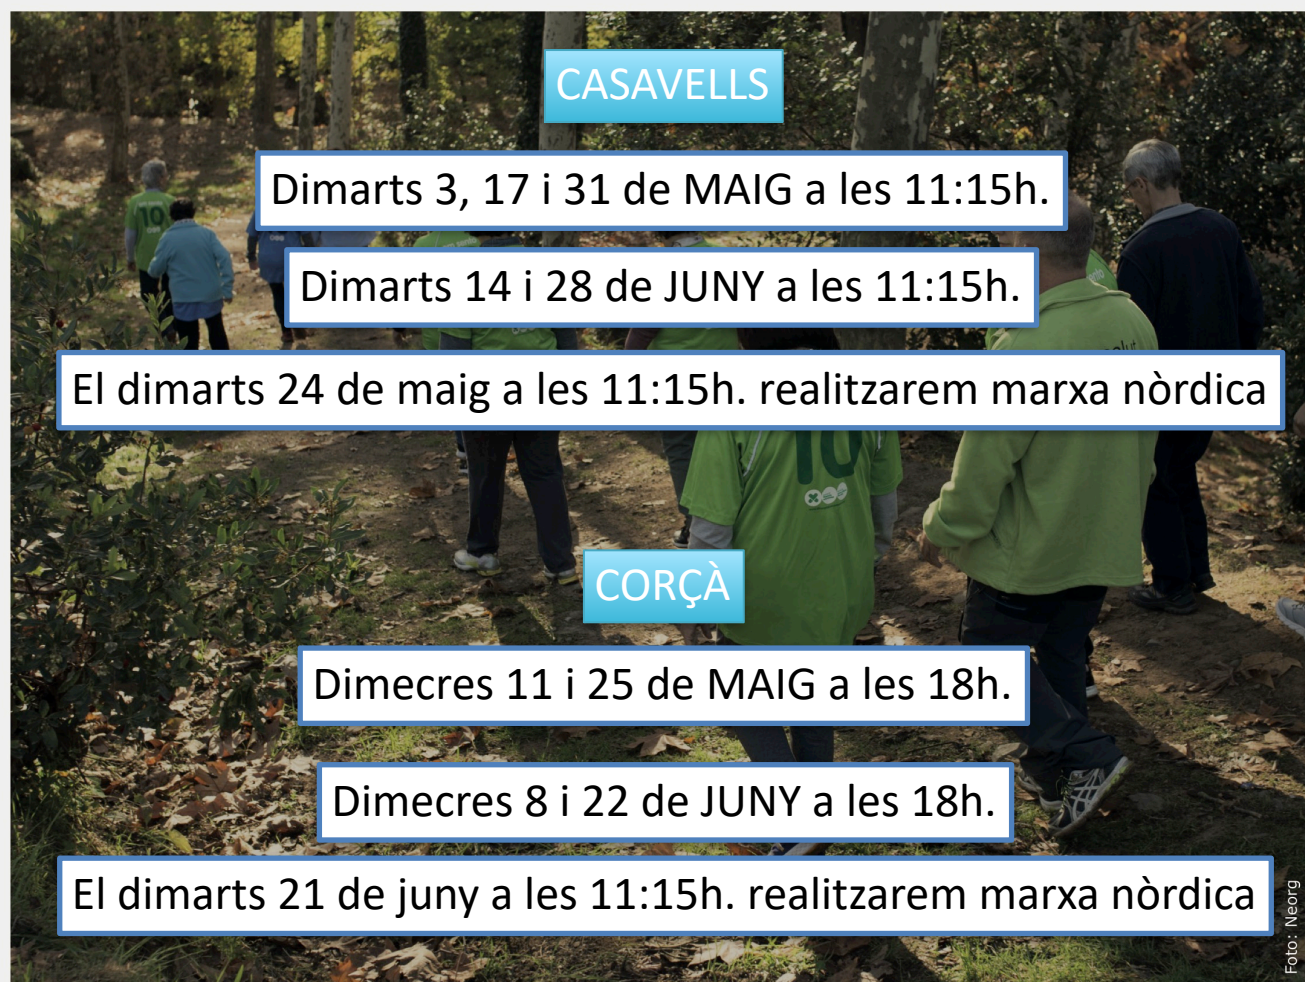 CASAVELLS
Dimarts 3, 17 i 31 de MAIG a les 11:15h.
Dimarts 14 i 28 de JUNY a les 11:15h.
El dimarts 24 de maig a les 11:15h. realitzarem marxa nòrdica
10
CORÇÀ
Dimecres 11 i 25 de MAIG a les 18h.
Dimecres 8 i 22 de JUNY a les 18h.
El dimarts 21 de juny a les 11:15h. realitzarem marxa nòrdica
Foto: Neorg